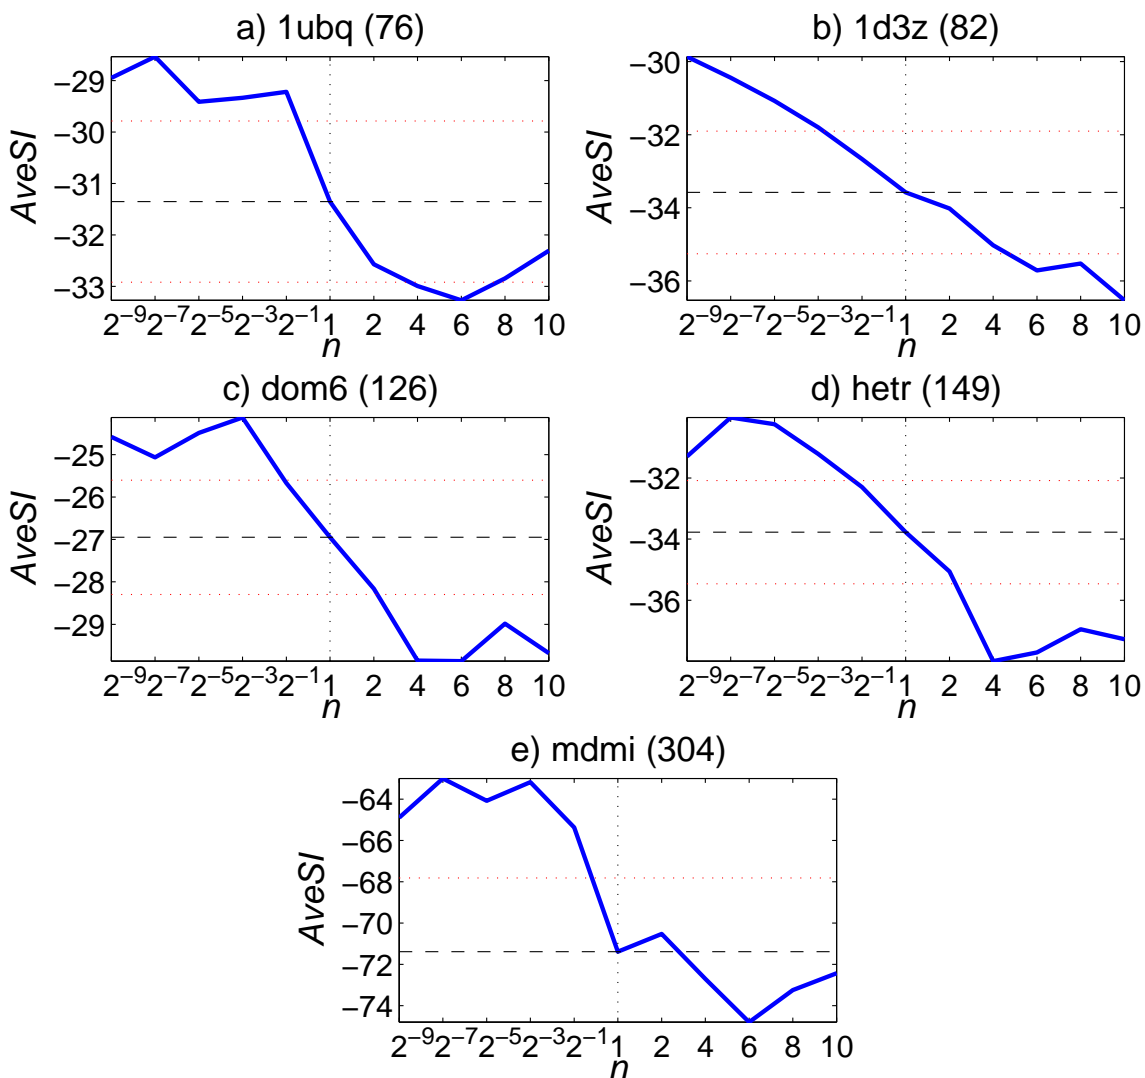 a) 1ubq (76)
AveSI
−29
−30
−31
−32
−33
2⁻⁹ 2⁻⁷ 2⁻⁵ 2⁻³ 2⁻¹ 1 2 4 6 8 10
n
b) 1d3z (82)
AveSI
−30
−32
−34
−36
2⁻⁹ 2⁻⁷ 2⁻⁵ 2⁻³ 2⁻¹ 1 2 4 6 8 10
n
c) dom6 (126)
AveSI
−25
−26
−27
−28
−29
2⁻⁹ 2⁻⁷ 2⁻⁵ 2⁻³ 2⁻¹ 1 2 4 6 8 10
n
d) hetr (149)
AveSI
−32
−34
−36
2⁻⁹ 2⁻⁷ 2⁻⁵ 2⁻³ 2⁻¹ 1 2 4 6 8 10
n
e) mdmi (304)
AveSI
−64
−66
−68
−70
−72
−74
2⁻⁹ 2⁻⁷ 2⁻⁵ 2⁻³ 2⁻¹ 1 2 4 6 8 10
n